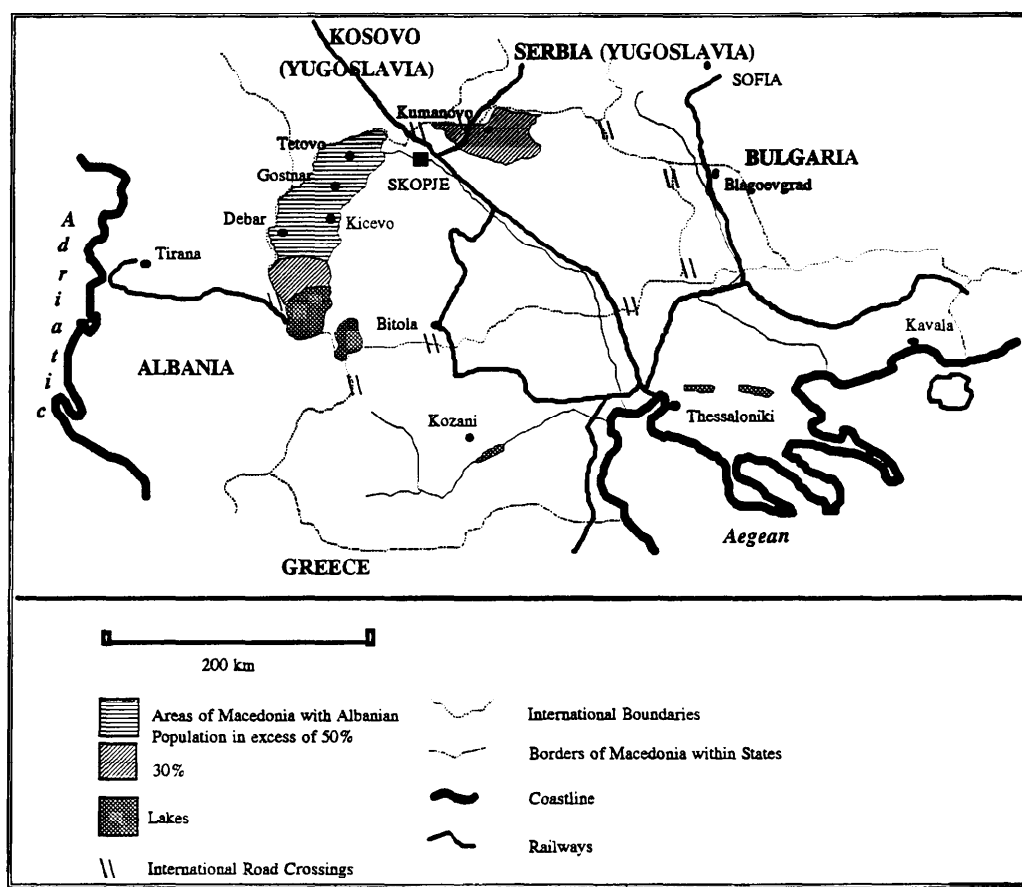 KOSOVO
(YUGOSLAVIA)
SERBIA (YUGOSLAVIA)
SOFIA
Kumanovo
Tetovo
BULGARIA
Gostnar
SKOPJE
Blagoevgrad
Debar
Kicevo
Adriatic
Tirana
Bitola
Kavala
ALBANIA
Kozani
Thessaloniki
Aegean
GREECE
200 km
Areas of Macedonia with Albanian
Population in excess of 50%
30%
Lakes
International Road Crossings
International Boundaries
Borders of Macedonia within States
Coastline
Railways